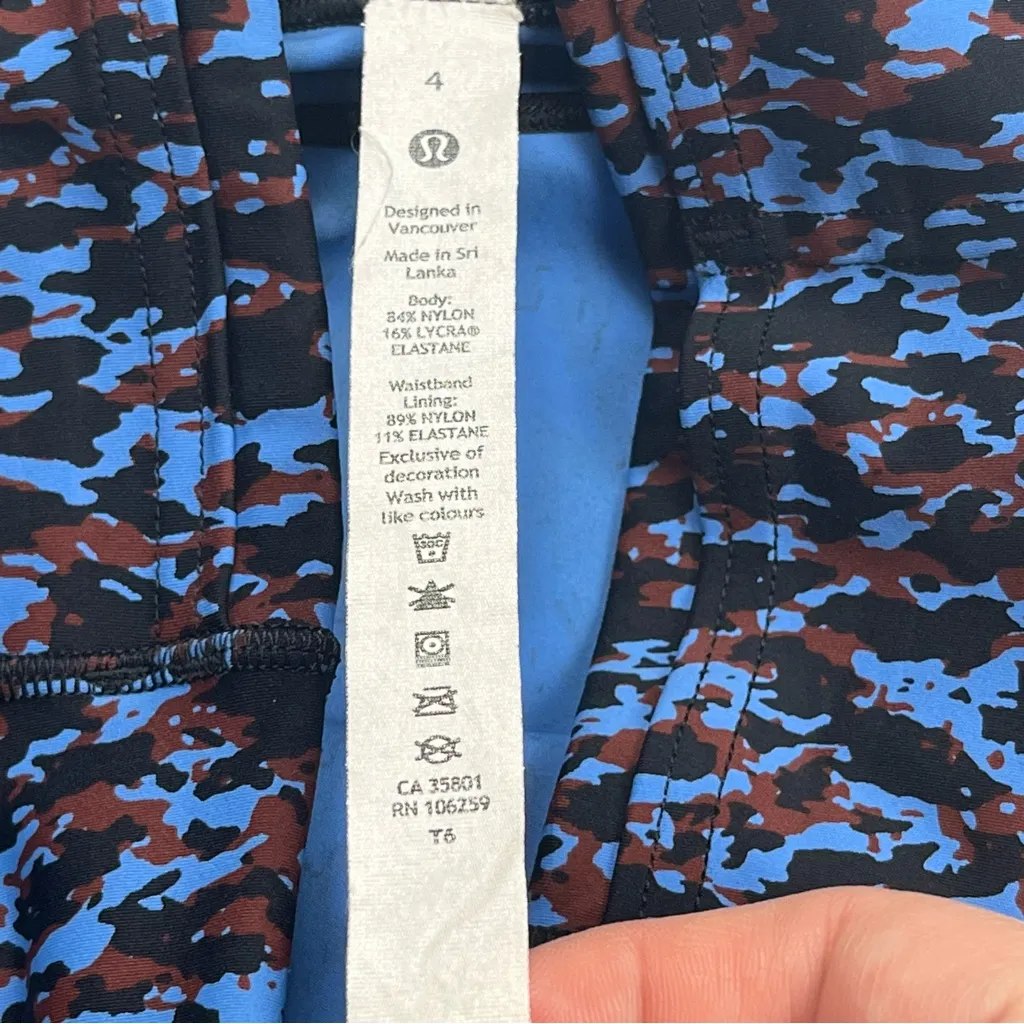 4
Designed in
Vancouver
Made in Sri
Lanka
Body:
84% NYLON
16% LYCRA®
ELASTANE
Waistband
Lining:
89% NYLON
11% ELASTANE
Exclusive of
decoration
Wash with
like colours
CA 35801
RN 106259
T6